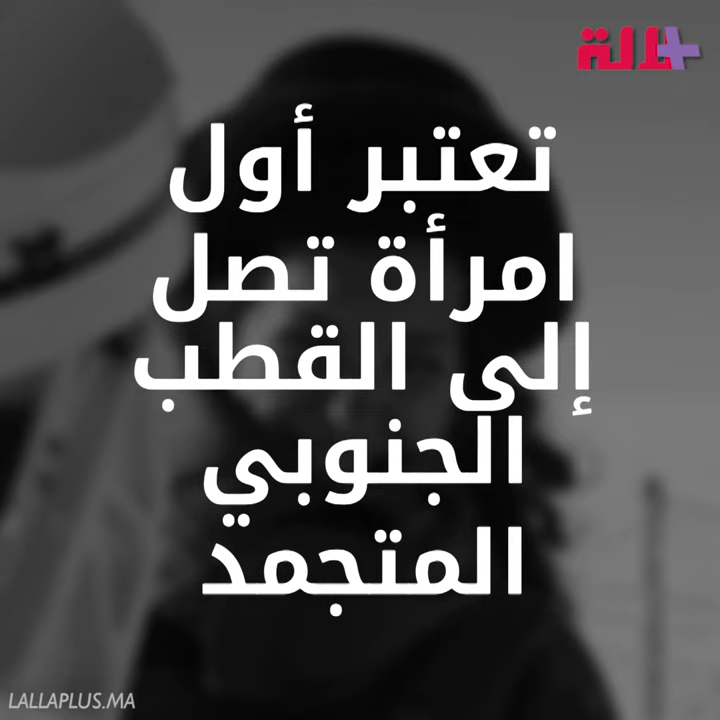 لالة+
تعتبر أول
امرأة تصل
إلى القطب
الجنوبي
المتجمد
LALLAPLUS.MA